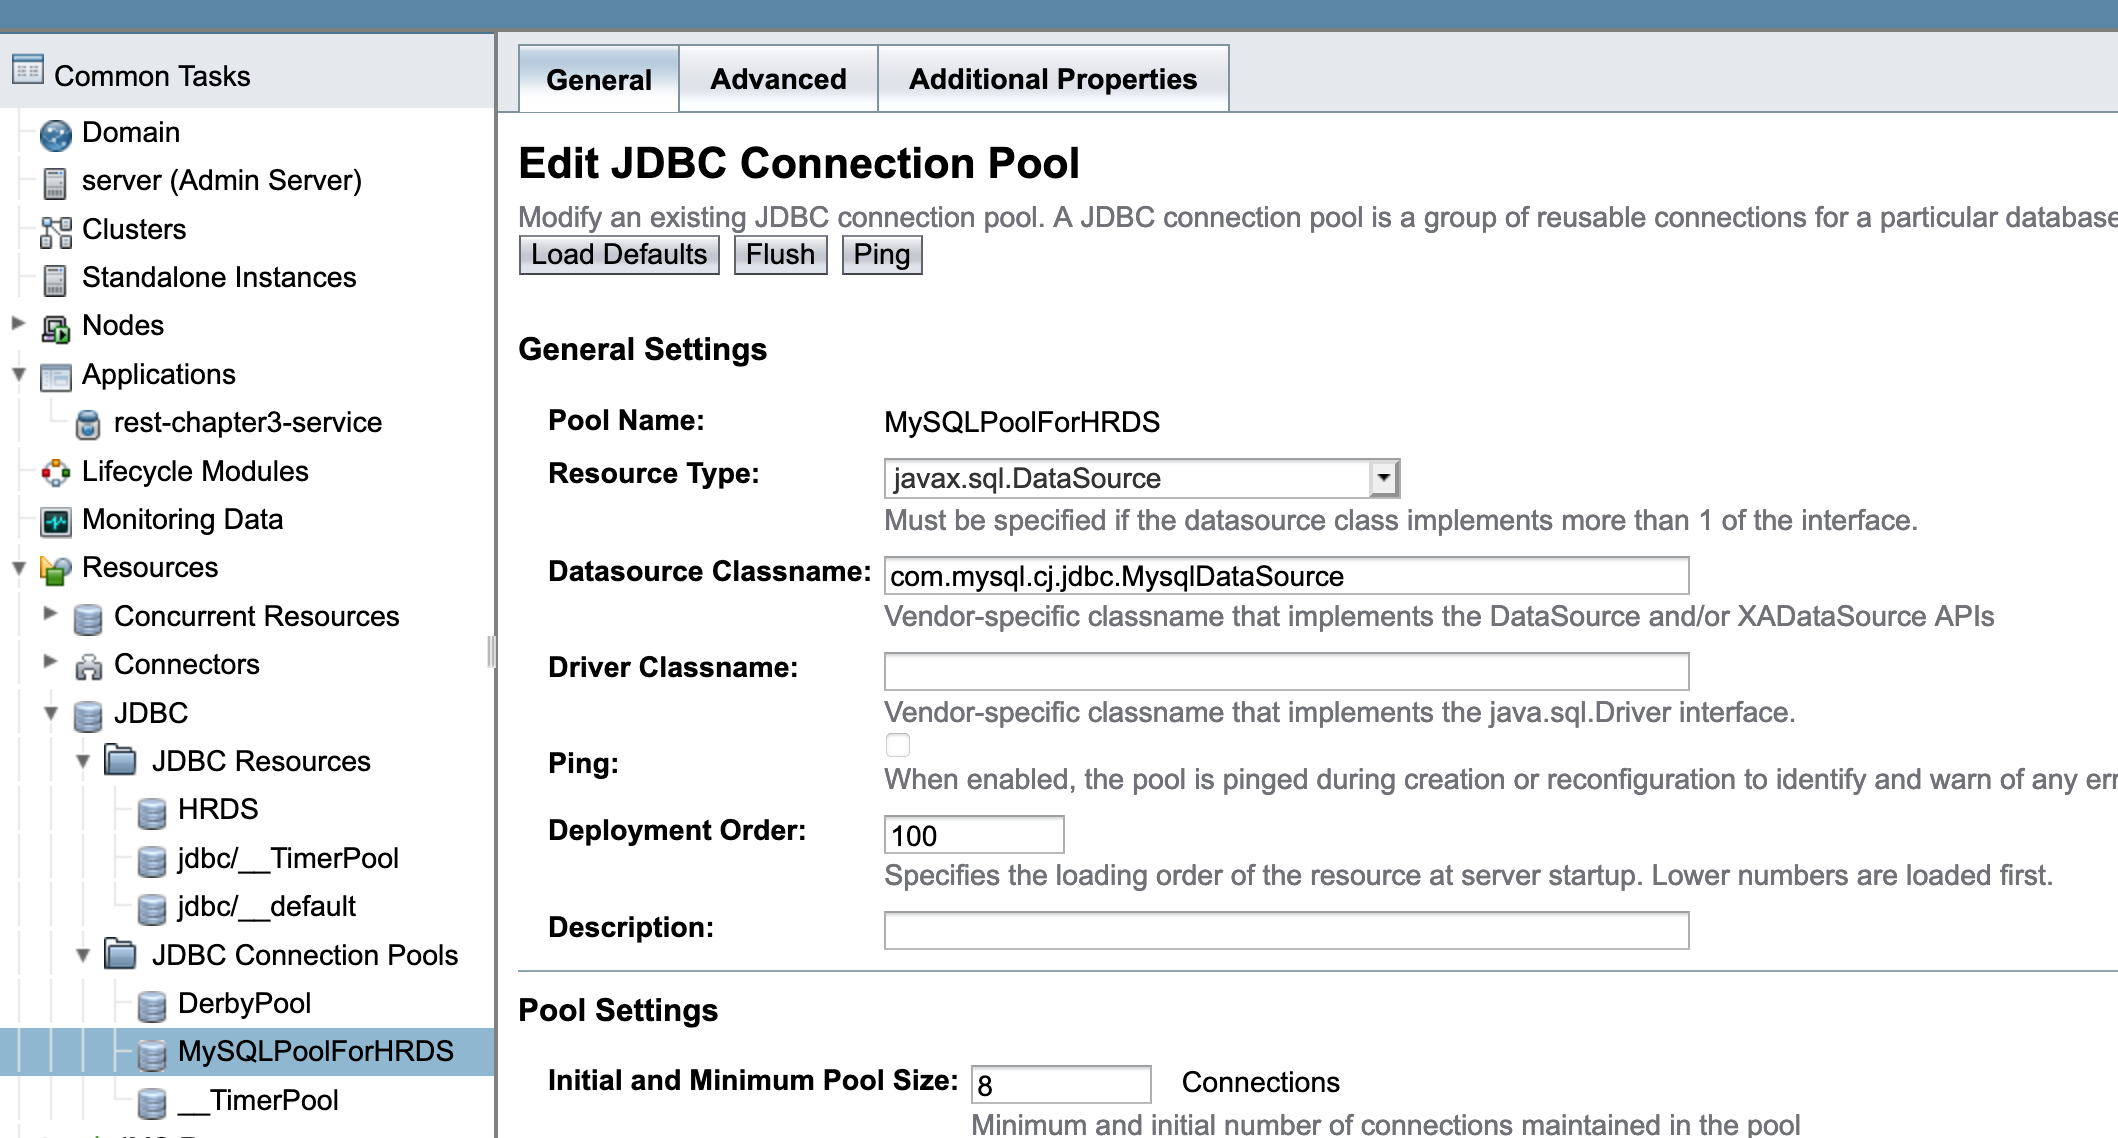 Common Tasks
Domain
server (Admin Server)
Clusters
Standalone Instances
Nodes
Applications
rest-chapter3-service
Lifecycle Modules
Monitoring Data
Resources
Concurrent Resources
Connectors
JDBC
JDBC Resources
HRDS
jdbc/__TimerPool
jdbc/__default
JDBC Connection Pools
DerbyPool
MySQLPoolForHRDS
__TimerPool
General Advanced Additional Properties
Edit JDBC Connection Pool
Modify an existing JDBC connection pool. A JDBC connection pool is a group of reusable connections for a particular database
Load Defaults Flush Ping
General Settings
Pool Name: MySQLPoolForHRDS
Resource Type: javax.sql.DataSource
Must be specified if the datasource class implements more than 1 of the interface.
Datasource Classname: com.mysql.cj.jdbc.MysqlDataSource
Vendor-specific classname that implements the DataSource and/or XADataSource APIs
Driver Classname:
Vendor-specific classname that implements the java.sql.Driver interface.
Ping:
When enabled, the pool is pinged during creation or reconfiguration to identify and warn of any
Deployment Order: 100
Specifies the loading order of the resource at server startup. Lower numbers are loaded first.
Description:
Pool Settings
Initial and Minimum Pool Size: 8 Connections
Minimum and initial number of connections maintained in the pool